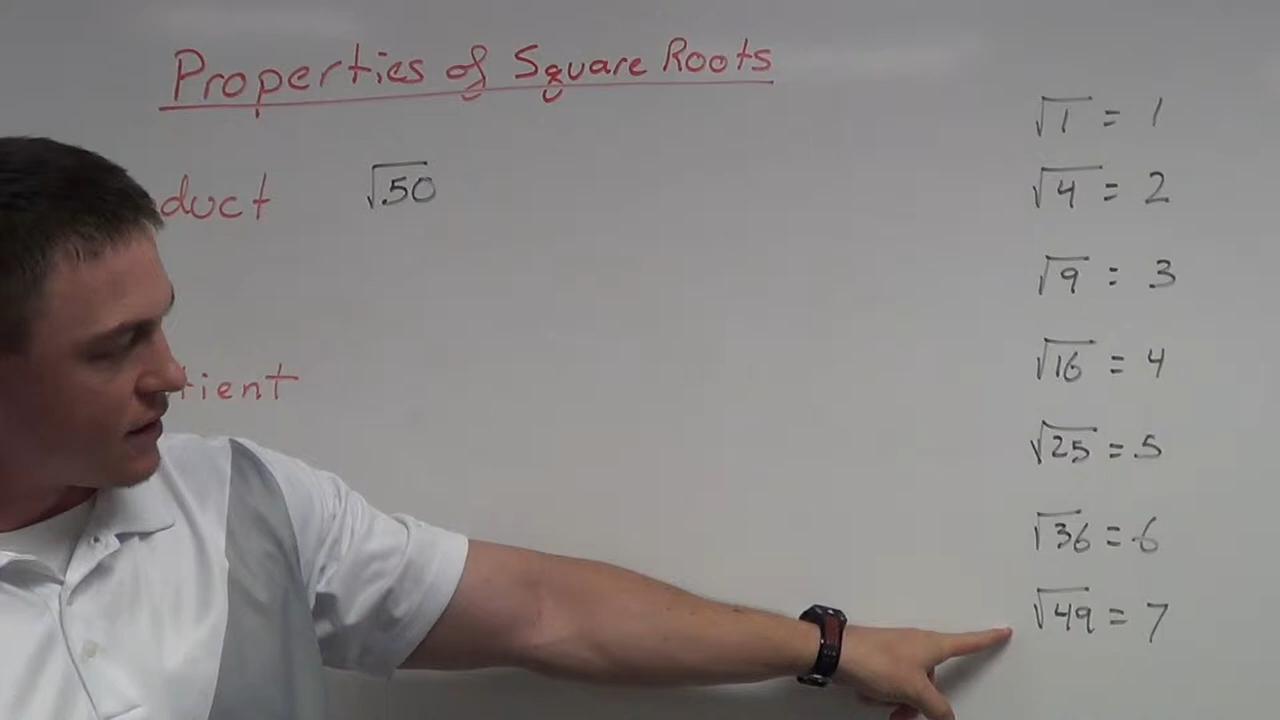 Properties of Square Roots
duct √50
tient
√1 = 1
√4 = 2
√9 = 3
√16 = 4
√25 = 5
√36 = 6
√49 = 7